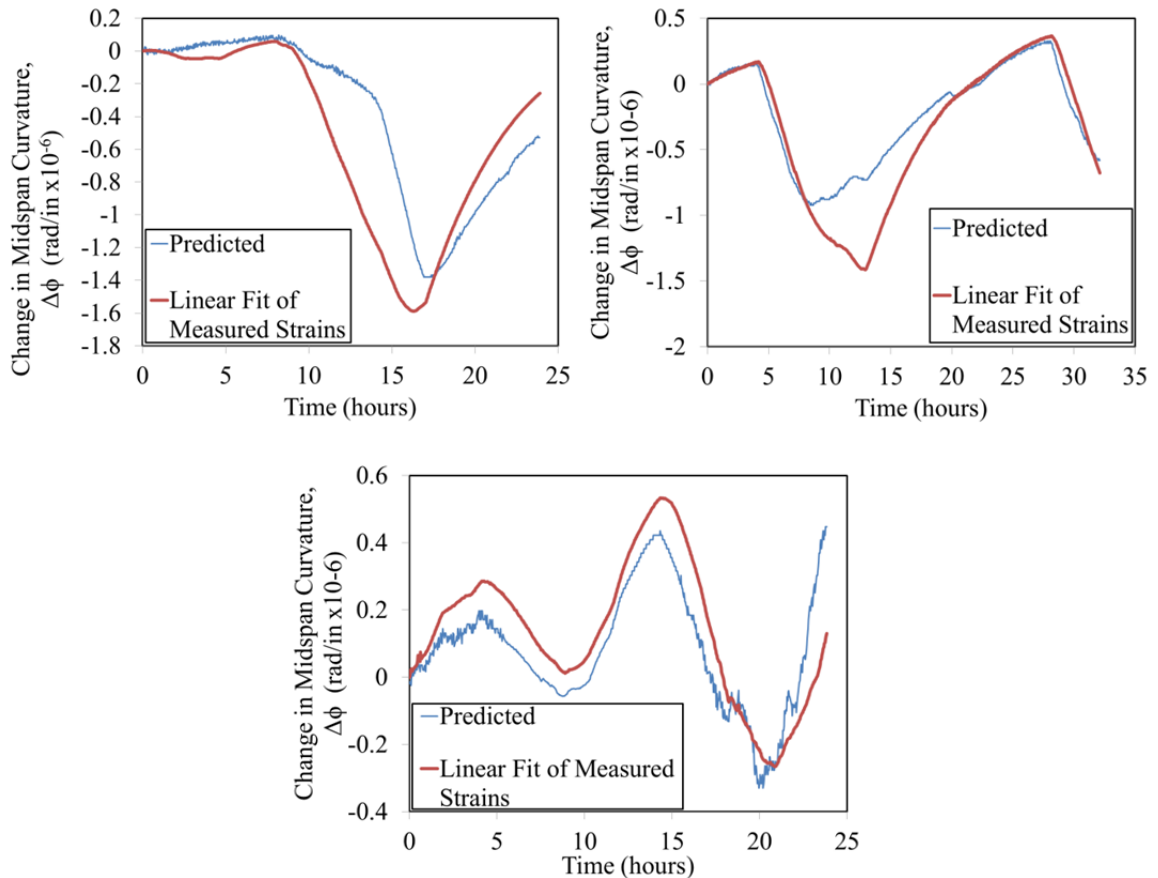 Change in Midspan Curvature,
Δϕ (rad/in x10⁻⁶)
0.2
0
-0.2
-0.4
-0.6
-0.8
-1
-1.2
-1.4
-1.6
-1.8
Predicted
Linear Fit of
Measured Strains
0 5 10 15 20 25
Time (hours)
Change in Midspan Curvature,
Δϕ (rad/in x10-6)
0.5
0
-0.5
-1
-1.5
-2
Predicted
Linear Fit of
Measured Strains
0 5 10 15 20 25 30 35
Time (hours)
Change in Midspan Curvature,
Δϕ (rad/in x10-6)
0.6
0.4
0.2
0
-0.2
-0.4
Predicted
Linear Fit of Measured
Strains
0 5 10 15 20 25
Time (hours)